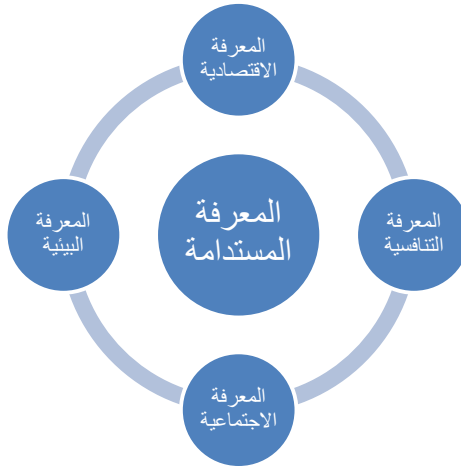 المعرفة
الاقتصادية
المعرفة
التنافسية
المعرفة
المستدامة
المعرفة
البيئية
المعرفة
الاجتماعية